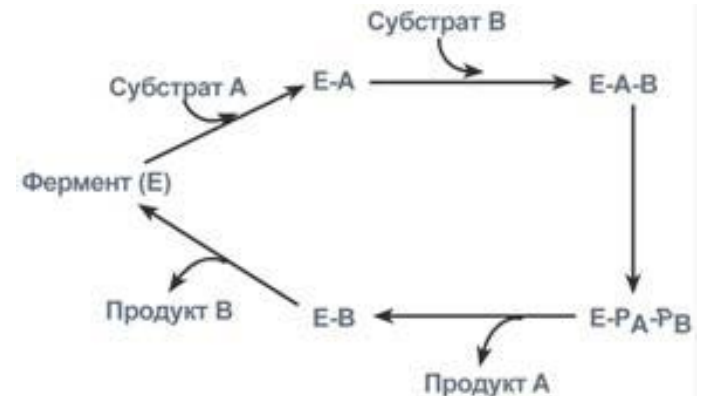 Субстрат B
Субстрат A
E-A
E-A-B
Фермент (E)
Продукт B
E-B
E-PA-PB
Продукт A